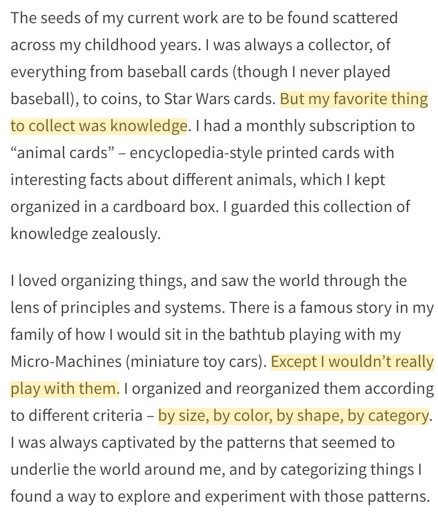 The seeds of my current work are to be found scattered
across my childhood years. I was always a collector, of
everything from baseball cards (though I never played
baseball), to coins, to Star Wars cards. But my favorite thing
to collect was knowledge. I had a monthly subscription to
“animal cards” – encyclopedia-style printed cards with
interesting facts about different animals, which I kept
organized in a cardboard box. I guarded this collection of
knowledge zealously.
I loved organizing things, and saw the world through the
lens of principles and systems. There is a famous story in my
family of how I would sit in the bathtub playing with my
Micro-Machines (miniature toy cars). Except I wouldn’t really
play with them. I organized and reorganized them according
to different criteria – by size, by color, by shape, by category.
I was always captivated by the patterns that seemed to
underlie the world around me, and by categorizing things I
found a way to explore and experiment with those patterns.